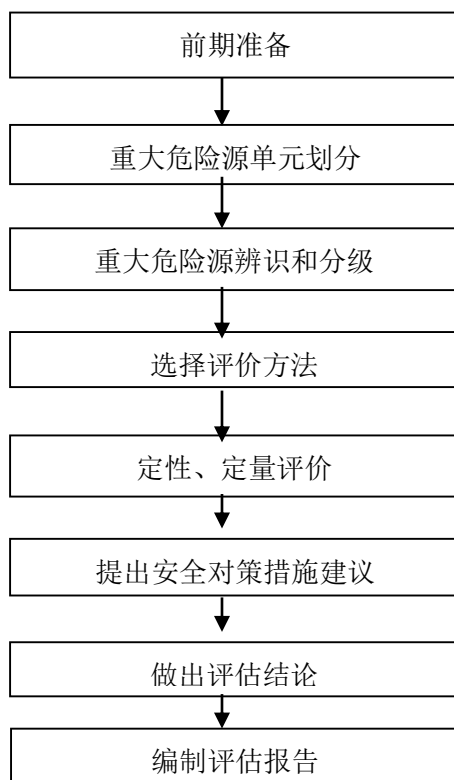 前期准备
重大危险源单元划分
重大危险源辨识和分级
选择评价方法
定性、定量评价
提出安全对策措施建议
做出评估结论
编制评估报告